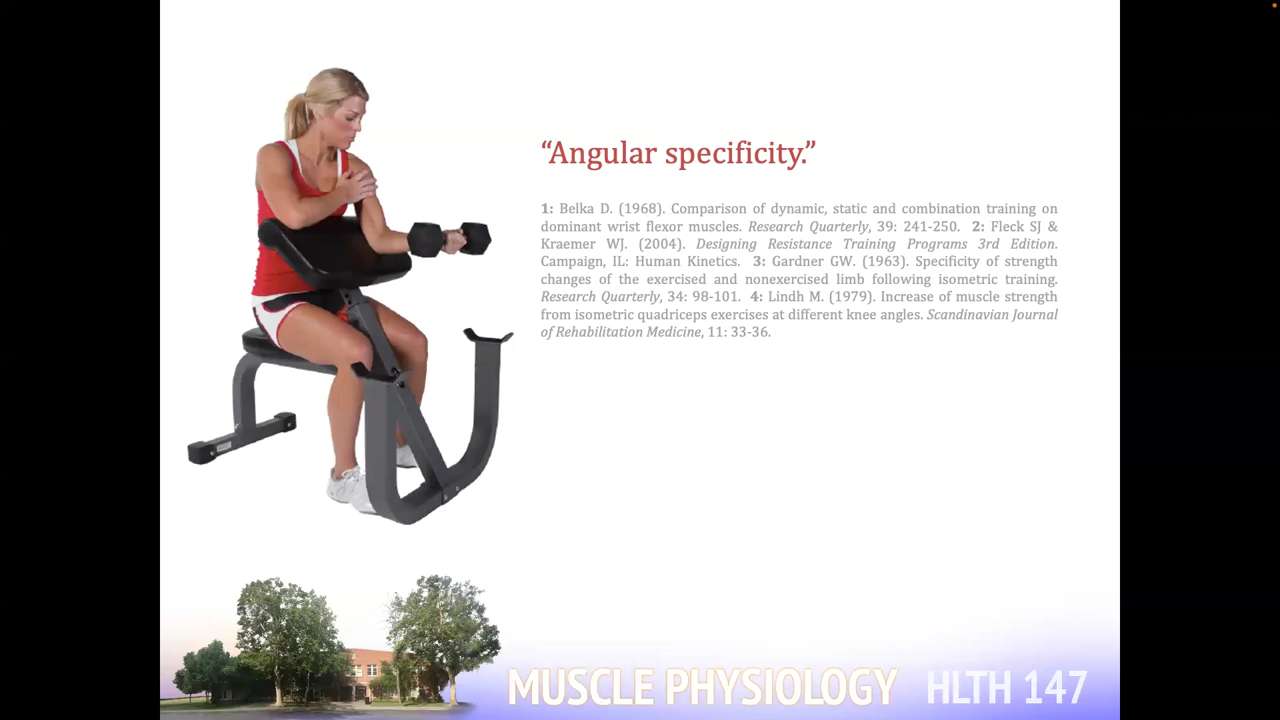 “Angular specificity.”
1: Belka D. (1968). Comparison of dynamic, static and combination training on
dominant wrist flexor muscles. Research Quarterly, 39: 241-250. 2: Fleck SJ &
Kraemer WJ. (2004). Designing Resistance Training Programs 3rd Edition.
Campaign, IL: Human Kinetics. 3: Gardner GW. (1963). Specificity of strength
changes of the exercised and nonexercised limb following isometric training.
Research Quarterly, 34: 98-101. 4: Lindh M. (1979). Increase of muscle strength
from isometric quadriceps exercises at different knee angles. Scandinavian Journal
of Rehabilitation Medicine, 11: 33-36.
MUSCLE PHYSIOLOGY HLTH 147